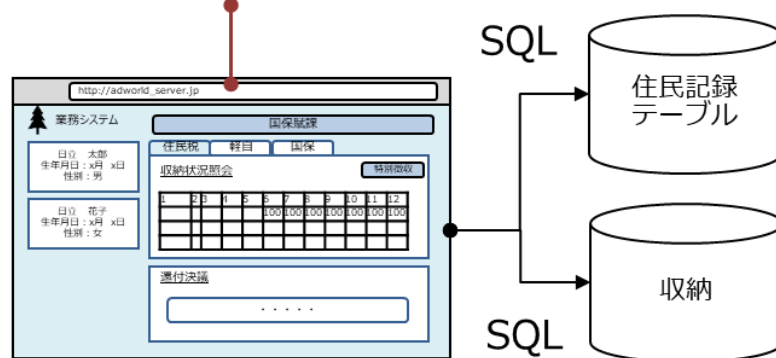 http://adworld_server.jp
業務システム
国保賦課
日立 太郎
生年月日:x月 x日
性別:男
日立 花子
生年月日:x月 x日
性別:女
住民税 軽自 国保
収納状況照会
特別徴収
1 2 3 4 5 6 7 8 9 10 11 12
100 100 100 100 100 100 100
還付決議
・・・・・
SQL
住民記録
テーブル
収納
SQL